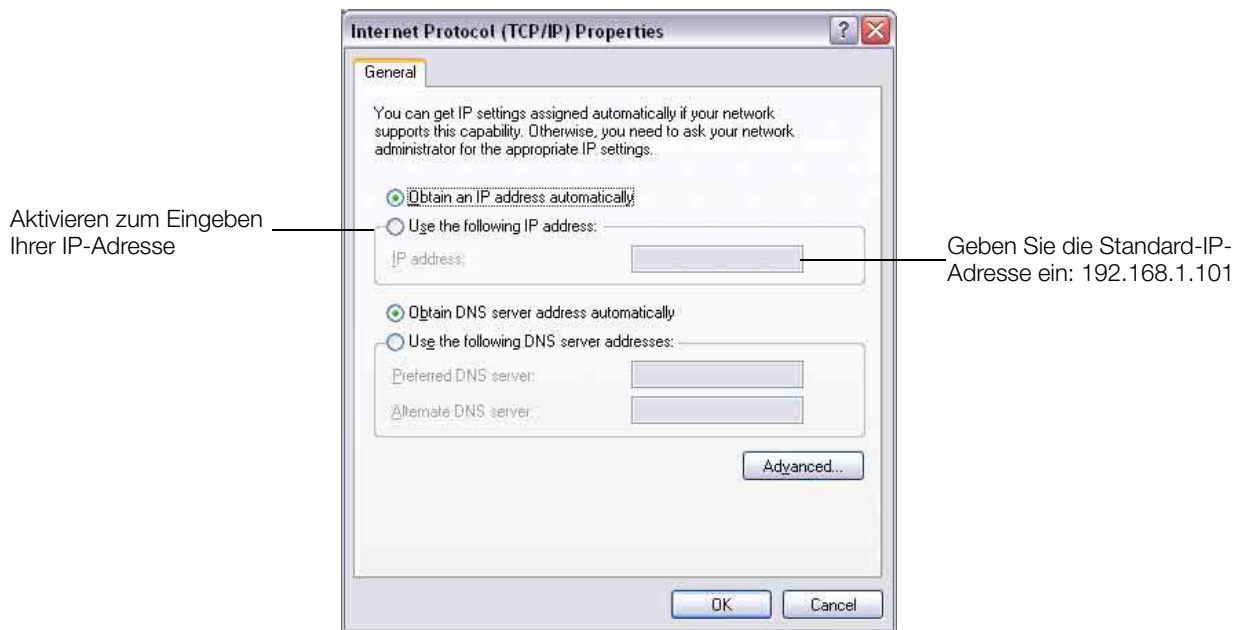 Internet Protocol (TCP/IP) Properties
General
You can get IP settings assigned automatically if your network
supports this capability. Otherwise, you need to ask your network
administrator for the appropriate IP settings.
Obtain an IP address automatically
Aktivieren zum Eingeben
Ihrer IP-Adresse
Use the following IP address:
IP address:
Geben Sie die Standard-IP-
Adresse ein: 192.168.1.101
Obtain DNS server address automatically
Use the following DNS server addresses:
Preferred DNS server:
Alternate DNS server:
Advanced...
OK
Cancel